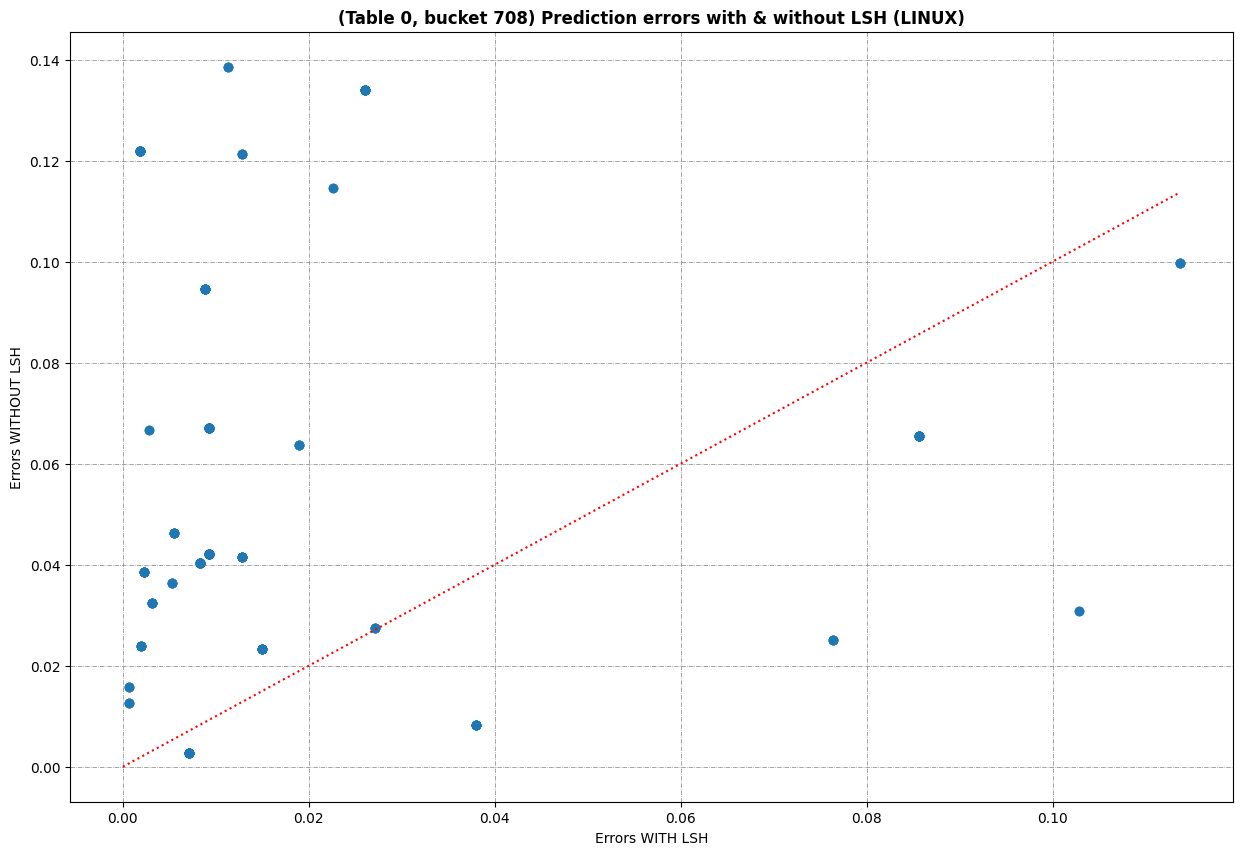 (Table 0, bucket 708) Prediction errors with & without LSH (LINUX)
0.14
0.12
0.10
0.08
0.06
0.04
0.02
0.00
Errors WITHOUT LSH
0.00 0.02 0.04 0.06 0.08 0.10
Errors WITH LSH